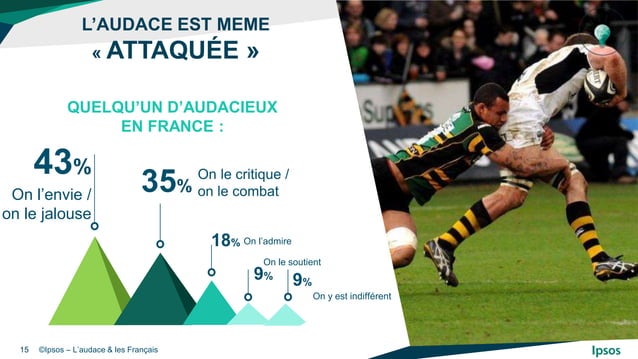 L'AUDACE EST MEME
« ATTAQUÉE »
QUELQU'UN D'AUDACIEUX
EN FRANCE :
43%
On l'envie /
on le jalouse
35%
On le critique /
on le combat
18% On l'admire
On le soutient
9%
9%
On y est indifférent
15 ©Ipsos – L'audace & les Français
Ipsos